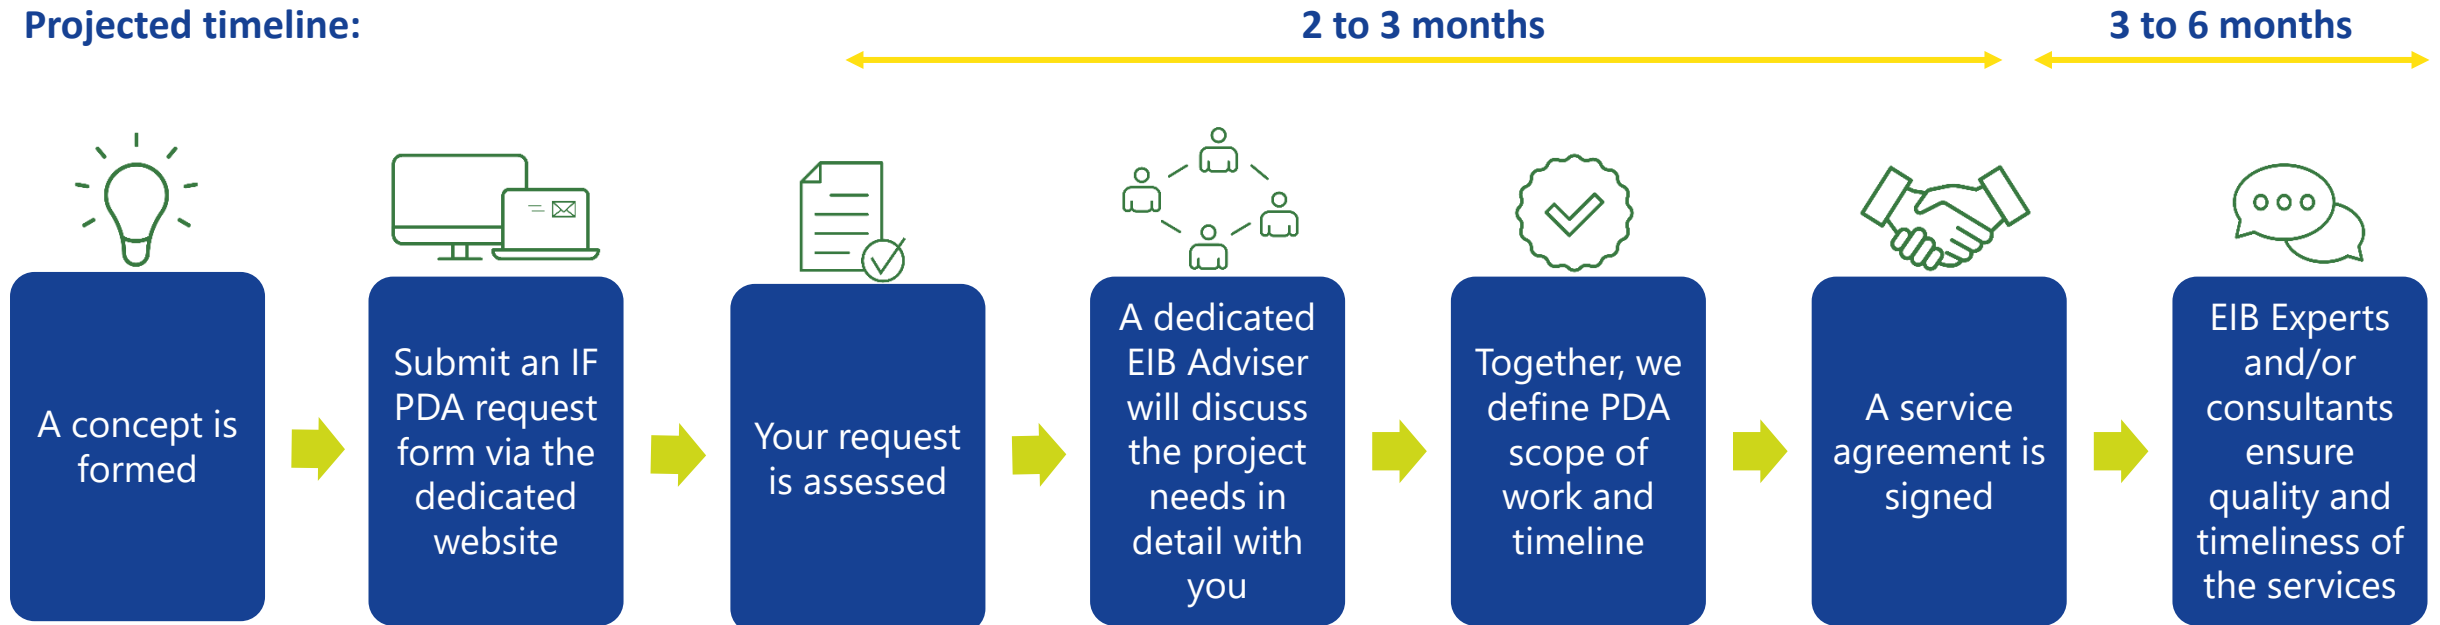 Projected timeline:
2 to 3 months
3 to 6 months
A concept is
formed
Submit an IF
PDA request
form via the
dedicated
website
Your request
is assessed
A dedicated
EIB Adviser
will discuss
the project
needs in
detail with
you
Together, we
define PDA
scope of
work and
timeline
A service
agreement is
signed
EIB Experts
and/or
consultants
ensure
quality and
timeliness of
the services